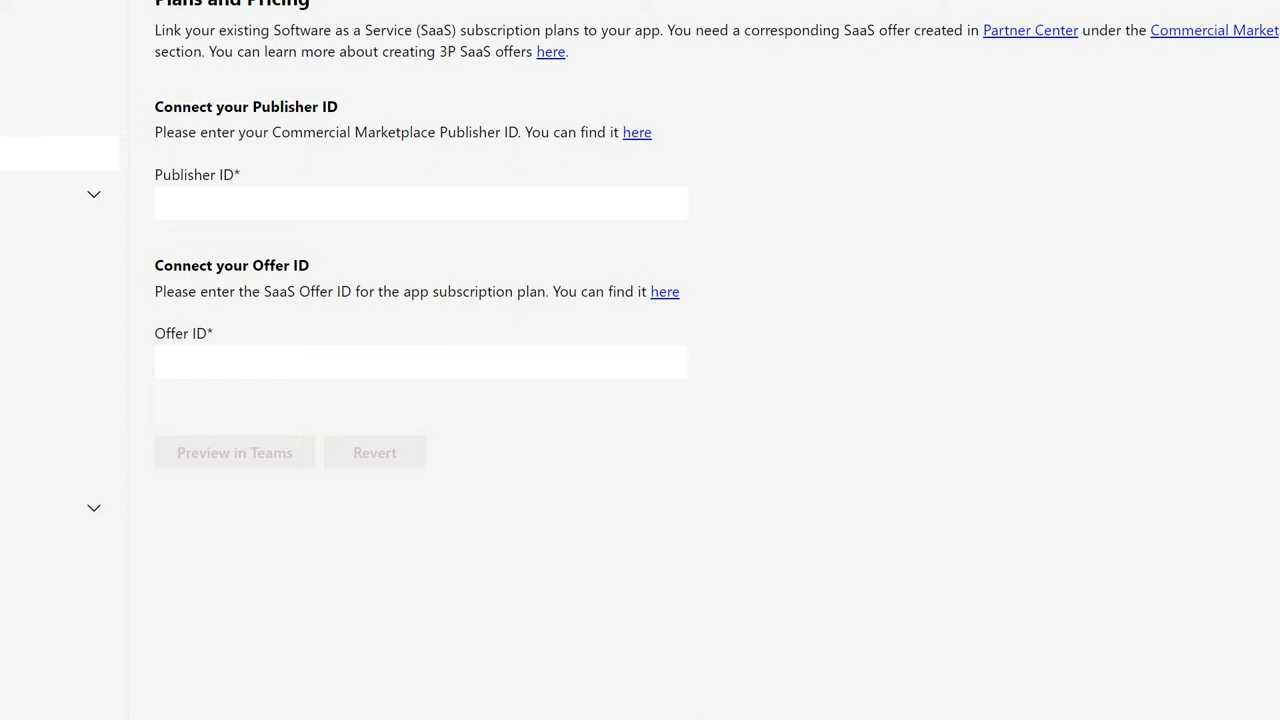 Plans and Pricing
Link your existing Software as a Service (SaaS) subscription plans to your app. You need a corresponding SaaS offer created in Partner Center under the Commercial Market
section. You can learn more about creating 3P SaaS offers here.
Connect your Publisher ID
Please enter your Commercial Marketplace Publisher ID. You can find it here
Publisher ID*
Connect your Offer ID
Please enter the SaaS Offer ID for the app subscription plan. You can find it here
Offer ID*
Preview in Teams Revert